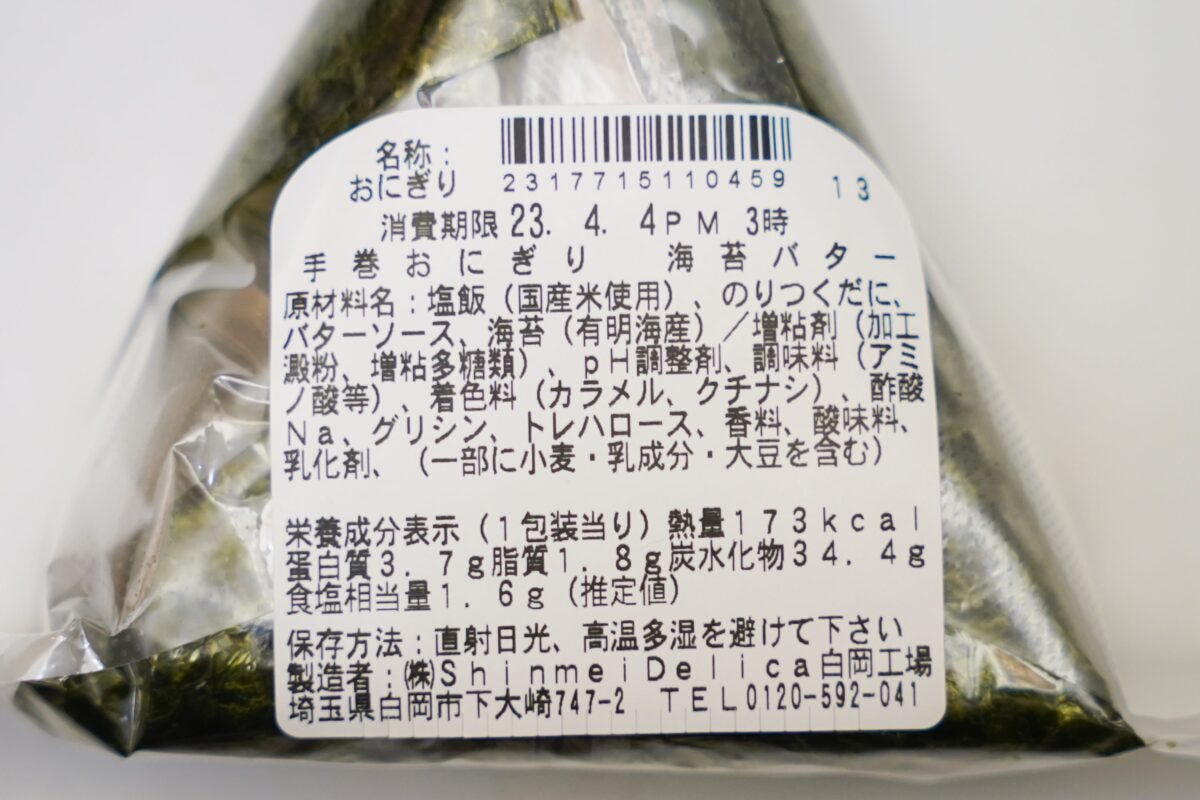 名称：
おにぎり
2317715110459
13
消費期限 23. 4. 4PM 3時
手巻おにぎり 海苔バター
原材料名：塩飯（国産米使用）、のりつくだに、
バターソース、海苔（有明海産）／増粘剤（加工
澱粉、増粘多糖類）、pH調整剤、調味料（アミ
ノ酸等）、着色料（カラメル、クチナシ）、酢酸
Na、グリシン、トレハロース、香料、酸味料、
乳化剤、（一部に小麦・乳成分・大豆を含む）
栄養成分表示（1包装当り）熱量173kcal
蛋白質3.7g脂質1.8g炭水化物34.4g
食塩相当量1.6g（推定値）
保存方法：直射日光、高温多湿を避けて下さい
製造者：㈱ShinmeiDelica白岡工場
埼玉県白岡市下大崎747-2 TEL0120-592-041